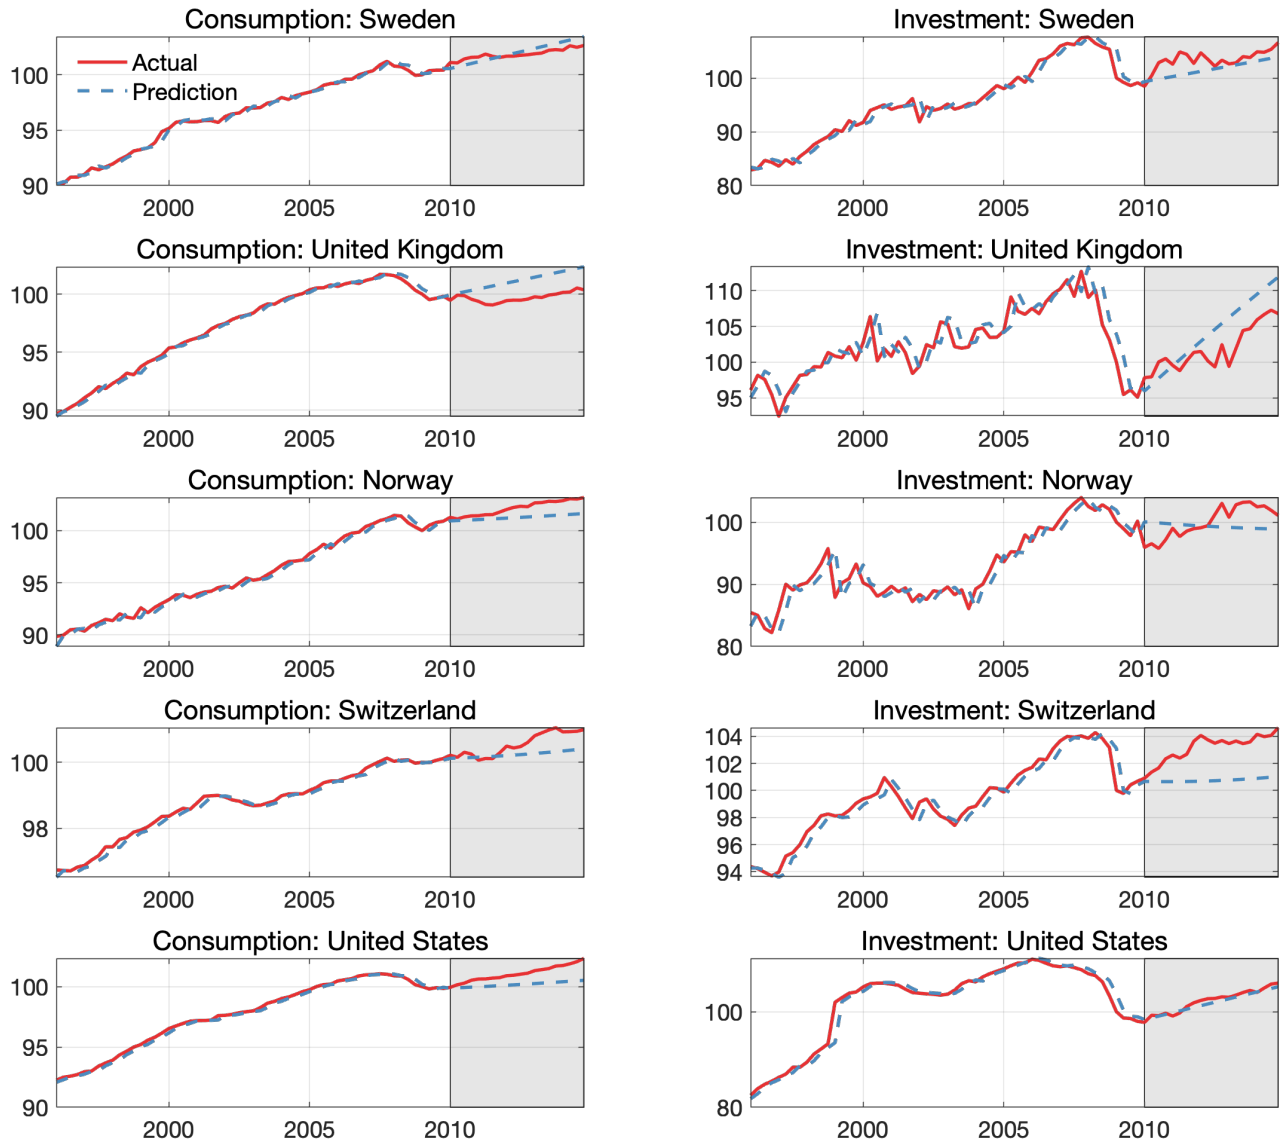 Consumption: Sweden
Actual
Prediction
100
95
90
2000 2005 2010
Investment: Sweden
100
90
80
2000 2005 2010
Consumption: United Kingdom
100
95
90
2000 2005 2010
Investment: United Kingdom
110
105
100
95
2000 2005 2010
Consumption: Norway
100
95
90
2000 2005 2010
Investment: Norway
100
90
80
2000 2005 2010
Consumption: Switzerland
100
98
2000 2005 2010
Investment: Switzerland
104
102
100
98
96
94
2000 2005 2010
Consumption: United States
100
95
90
2000 2005 2010
Investment: United States
100
80
2000 2005 2010